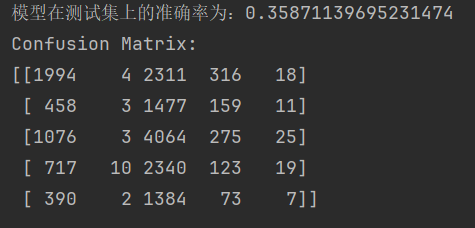 模型在测试集上的准确率为：0.35871139695231474
Confusion Matrix:
[[1994    4 2311  316   18]
 [ 458    3 1477  159   11]
 [1076    3 4064  275   25]
 [ 717   10 2340  123   19]
 [ 390    2 1384   73    7]]